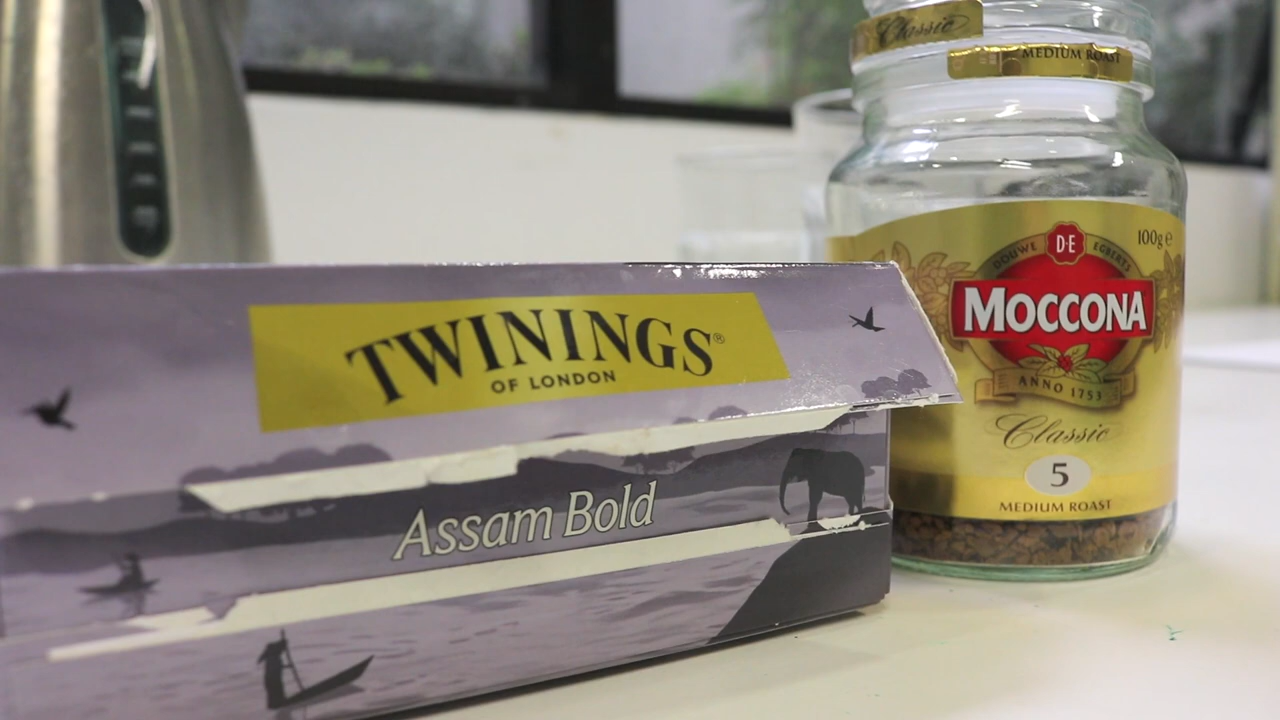 TWININGS®
OF LONDON
Assam Bold
Classic
MEDIUM ROAST
100g e
D·E
DOUWE EGBERTS
MOCCONA
ANNO 1753
Classic
5
MEDIUM ROAST